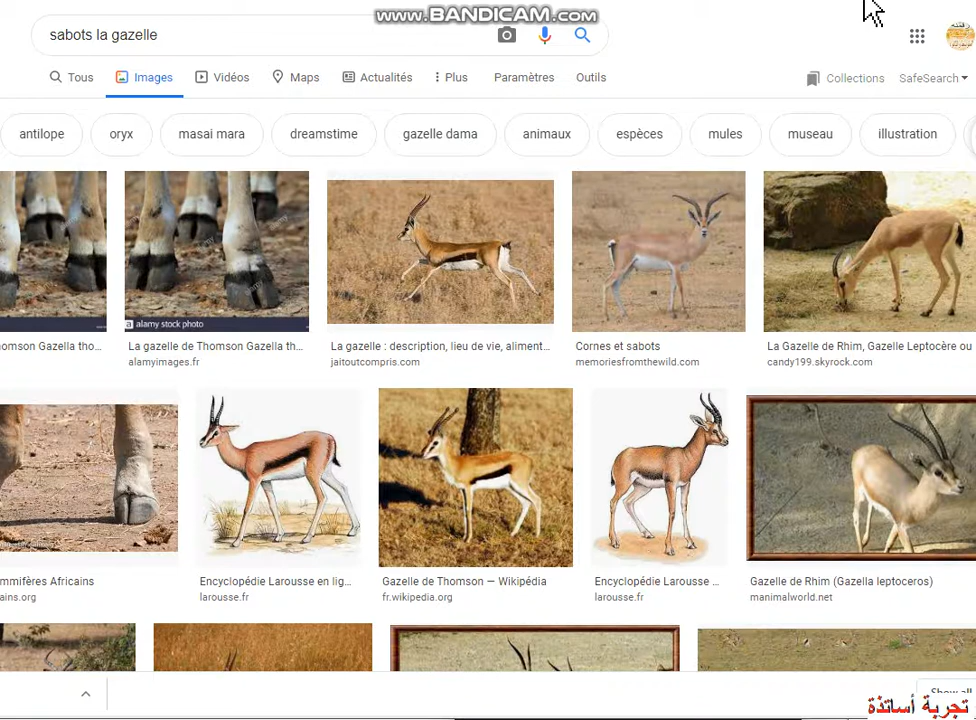 www.BANDICAM.com
sabots la gazelle
Tous Images Vidéos Maps Actualités Plus Paramètres Outils Collections SafeSearch
antilope oryx masai mara dreamstime gazelle dama animaux espèces mules museau illustration
alamy stock photo
La gazelle de Thomson Gazella th... La gazelle : description, lieu de vie, aliment... Cornes et sabots La Gazelle de Rhim, Gazelle Leptocère ou
alamyimages.fr jaitoutcompris.com memoriesfromthewild.com candy199.skyrock.com
mmifères Africains Encyclopédie Larousse en lig... Gazelle de Thomson — Wikipédia Encyclopédie Larousse ... Gazelle de Rhim (Gazella leptoceros)
ains.org larousse.fr fr.wikipedia.org larousse.fr manimalworld.net
Show all
تجربة أساتذة